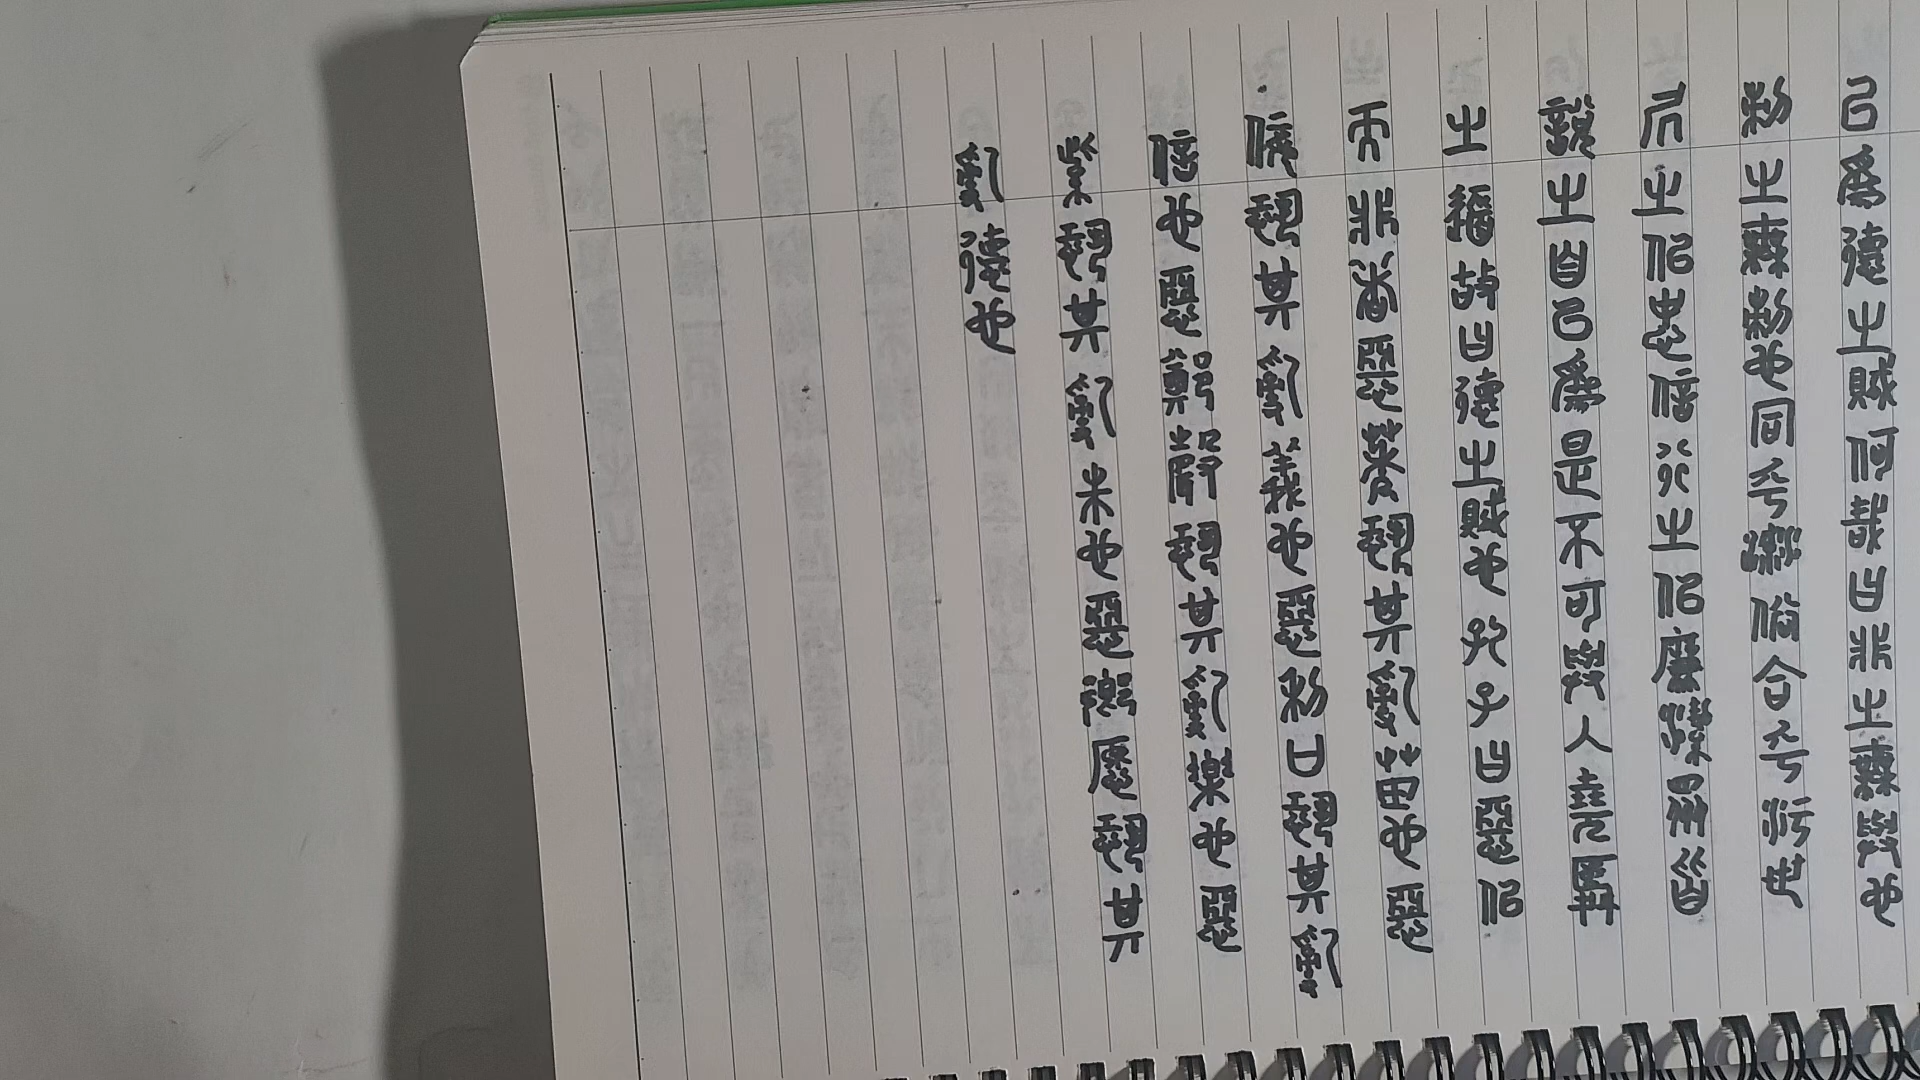 以為德之賊何哉曰非之無舉也
刺之無刺也同乎流俗合乎汙世
居之似忠信行之似廉潔眾皆
說之自以為是不可與入堯舜
之道故曰德之賊也孔子曰惡似
而非者惡莠恐其亂苗也惡
佞恐其亂義也惡利口恐其亂
信也惡鄭聲恐其亂樂也惡
紫恐其亂朱也惡鄉原恐其
亂德也